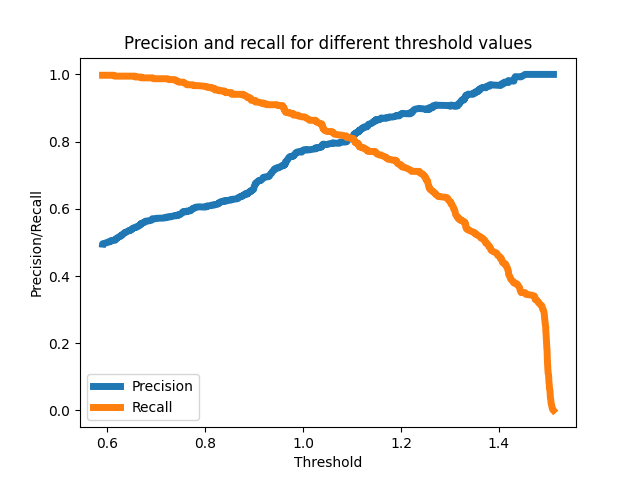 Precision and recall for different threshold values
Precision/Recall
1.0
0.8
0.6
0.4
0.2
0.0
Precision
Recall
0.6 0.8 1.0 1.2 1.4
Threshold